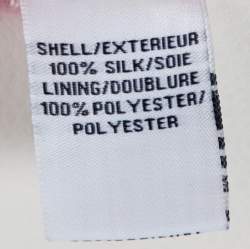 SHELL/EXTERIEUR
100% SILK/SOIE
LINING/DOUBLURE
100% POLYESTER/
POLYESTER